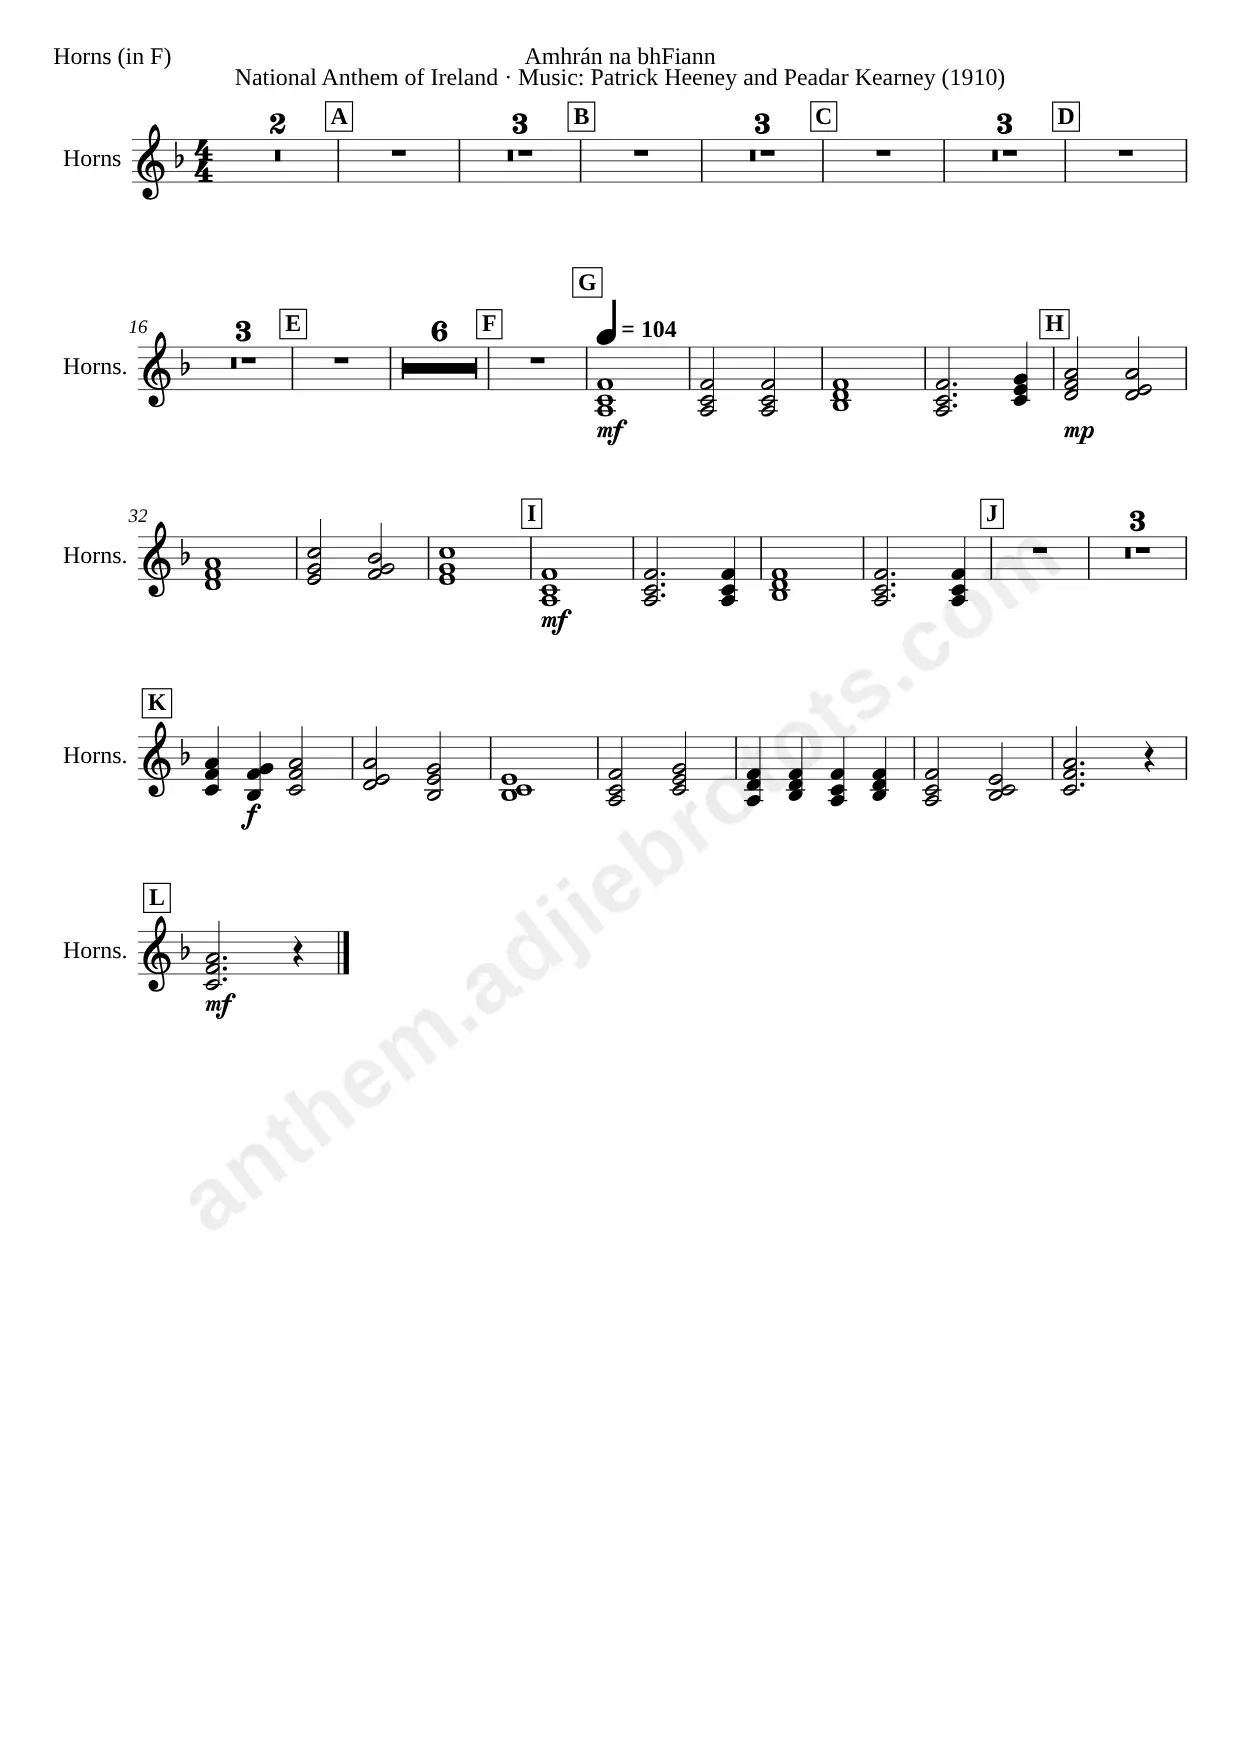 Horns (in F)
Amhrán na bhFiann
National Anthem of Ireland · Music: Patrick Heeney and Peadar Kearney (1910)
2 A 3 B 3 C 3 D
Horns 4 4
G
16 3 E 6 F = 104 H
Horns.
mf mp
32 I J 3
Horns.
mf
K
Horns.
f
L
Horns.
mf
anthem.adjiebrotots.com